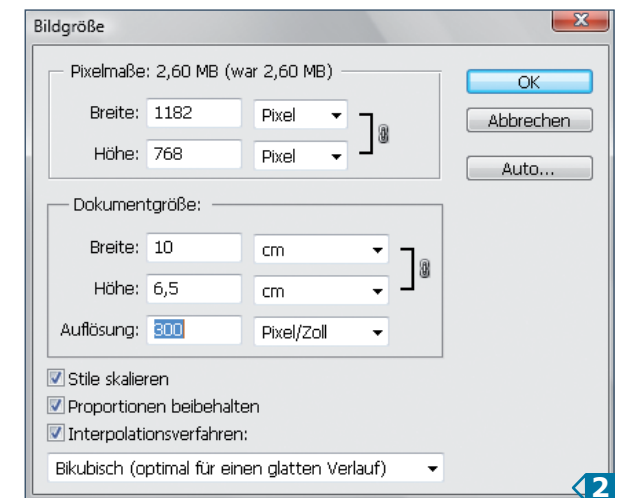 Bildgröße
Pixelmaße: 2,60 MB (war 2,60 MB)
Breite: 1182 Pixel
Höhe: 768 Pixel
OK
Abbrechen
Auto...
Dokumentgröße:
Breite: 10 cm
Höhe: 6,5 cm
Auflösung: 300 Pixel/Zoll
Stile skalieren
Proportionen beibehalten
Interpolationsverfahren:
Bikubisch (optimal für einen glatten Verlauf)
2